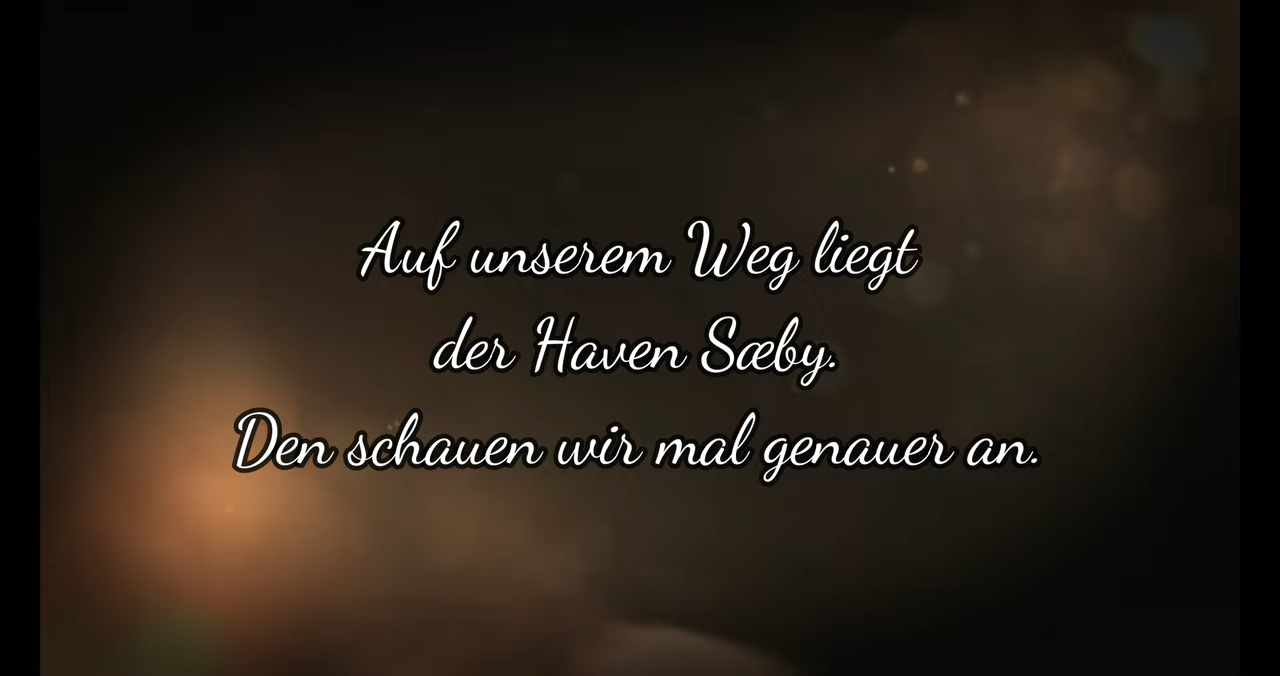 Auf unserem Weg liegt
der Haven Sæby.
Den schauen wir mal genauer an.